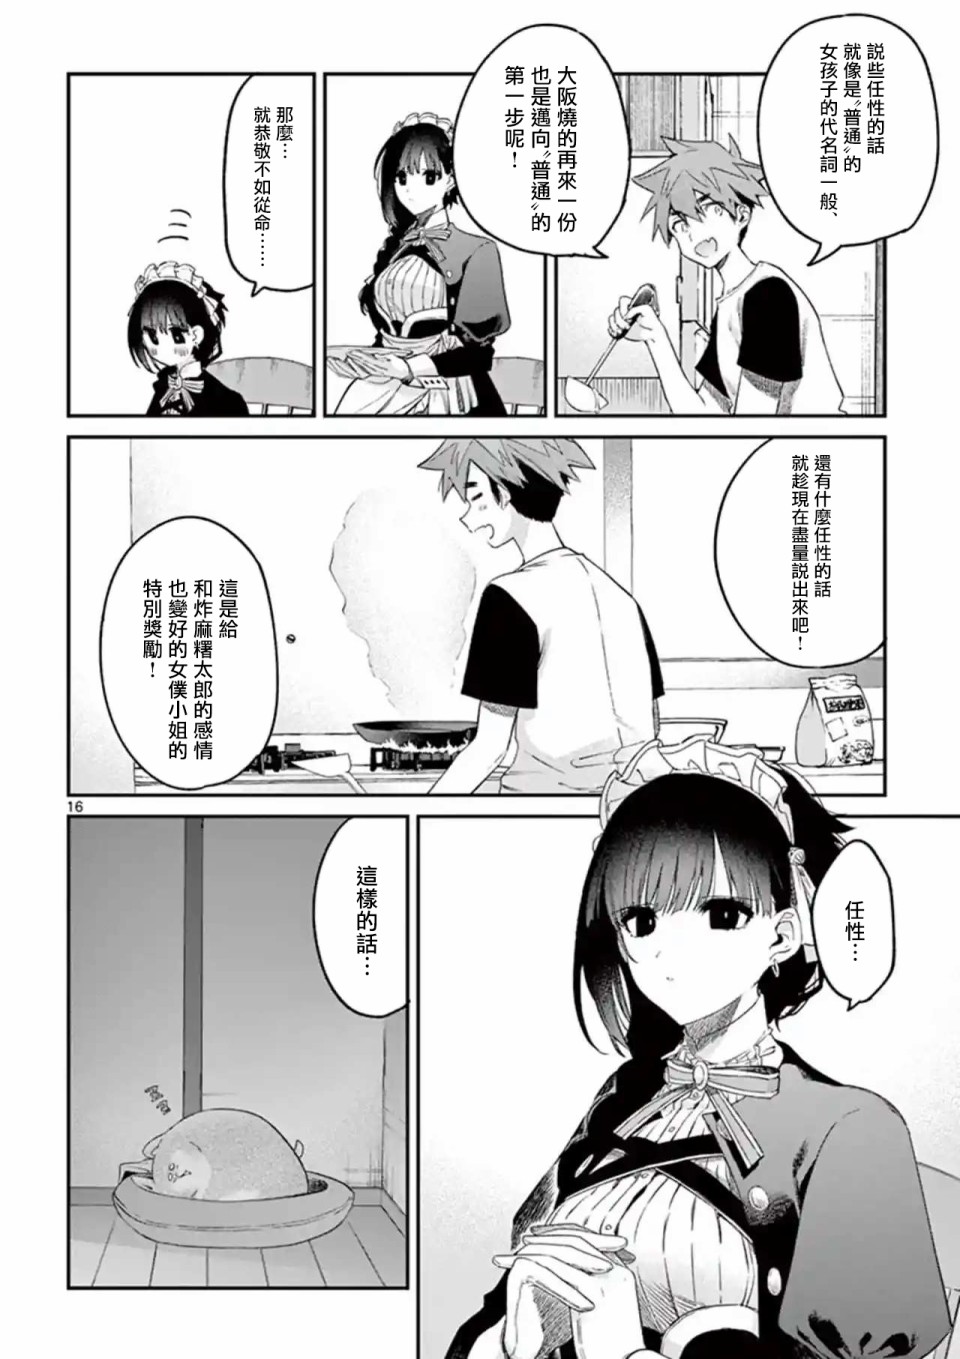 說些任性的話
就像是〝普通〞的
女孩子的代名詞一般、
大阪燒的再來一份
也是邁向〝普通〞的
第一步呢！
那麼…
就恭敬不如從命……
還有什麼任性的話
就趁現在盡量說出來吧！
這是給
和炸麻糬太郎的感情
也變好的女僕小姐的
特別獎勵！
16
任性…
這樣的話…